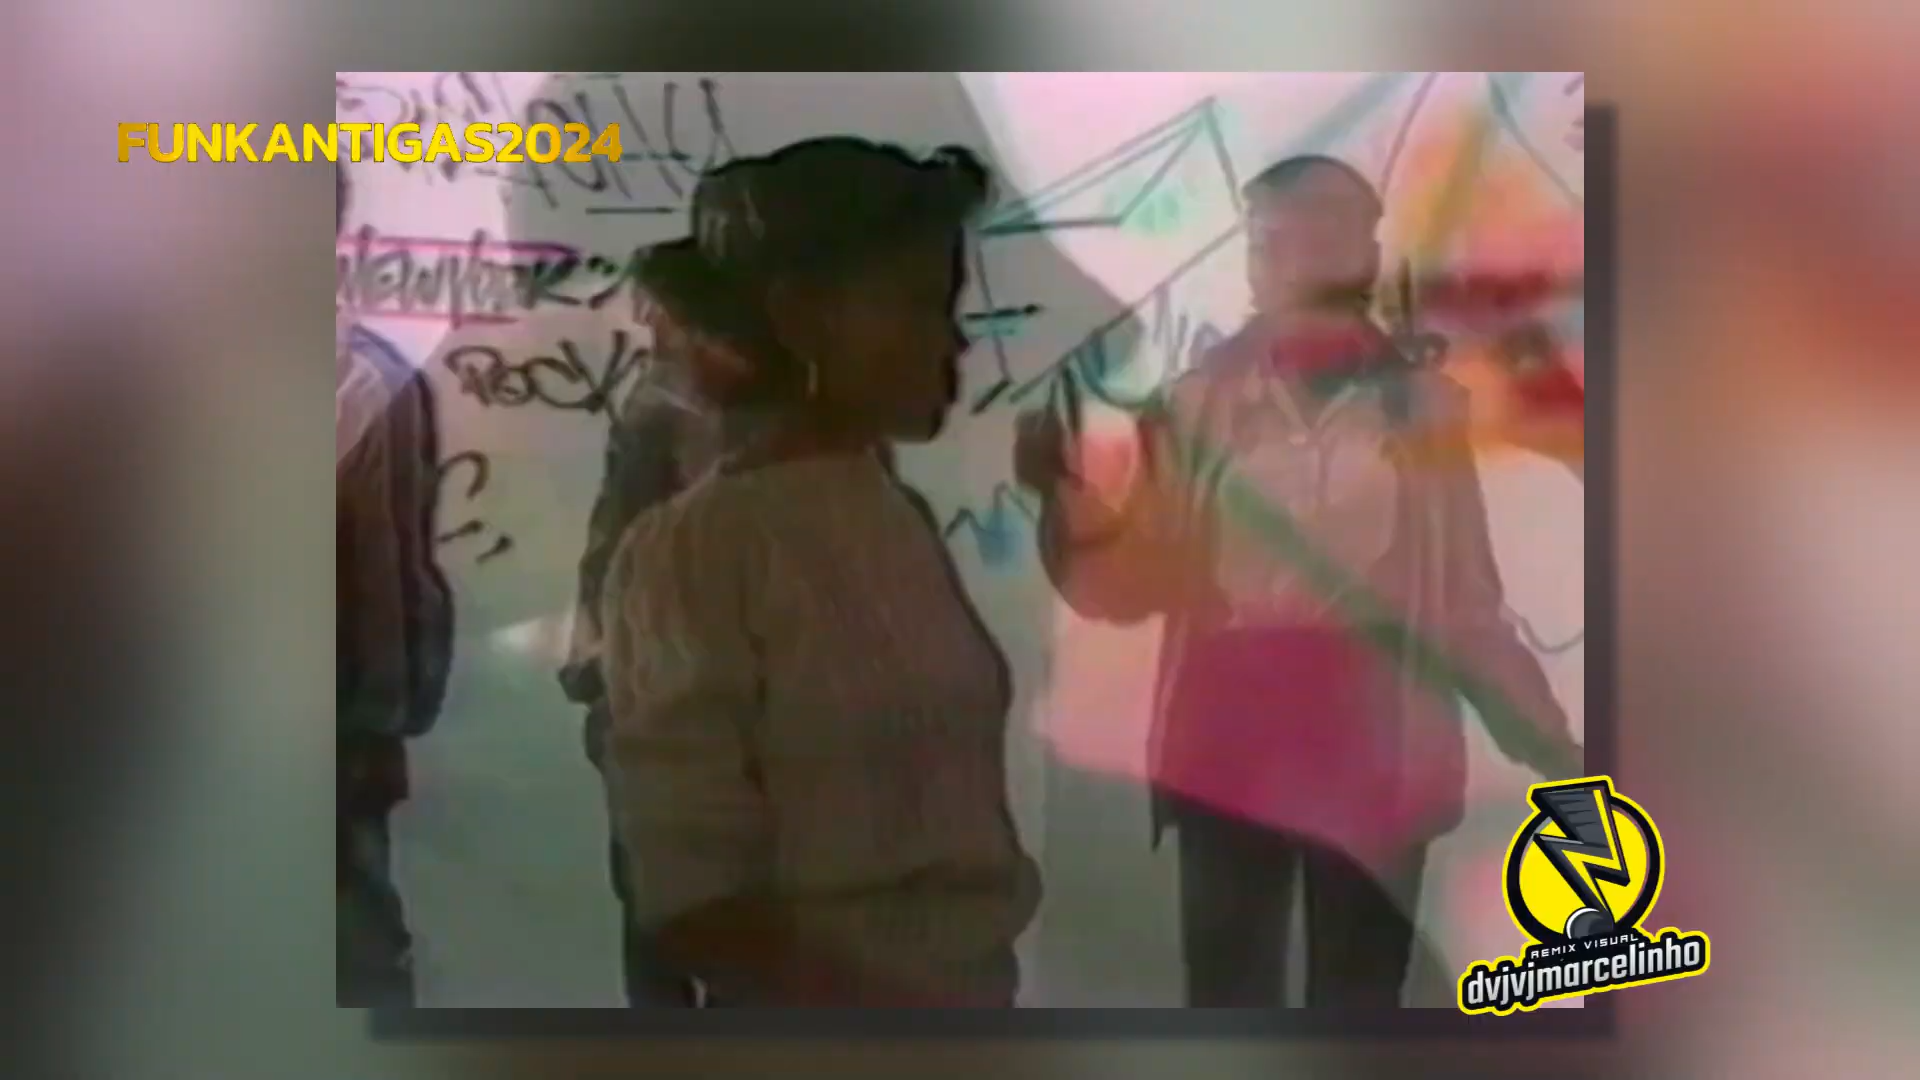 FUNKANTIGAS2024
NEWYORK
ROCK
REMIX VISUAL
dvjvjmarcelinho